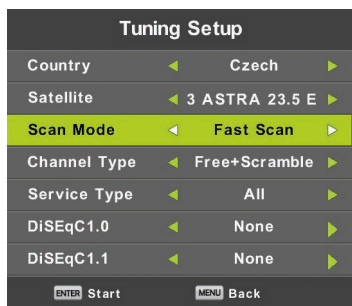 Tuning Setup
Country Czech
Satellite 3 ASTRA 23.5 E
Scan Mode Fast Scan
Channel Type Free+Scramble
Service Type All
DiSEqC1.0 None
DiSEqC1.1 None
ENTER Start MENU Back